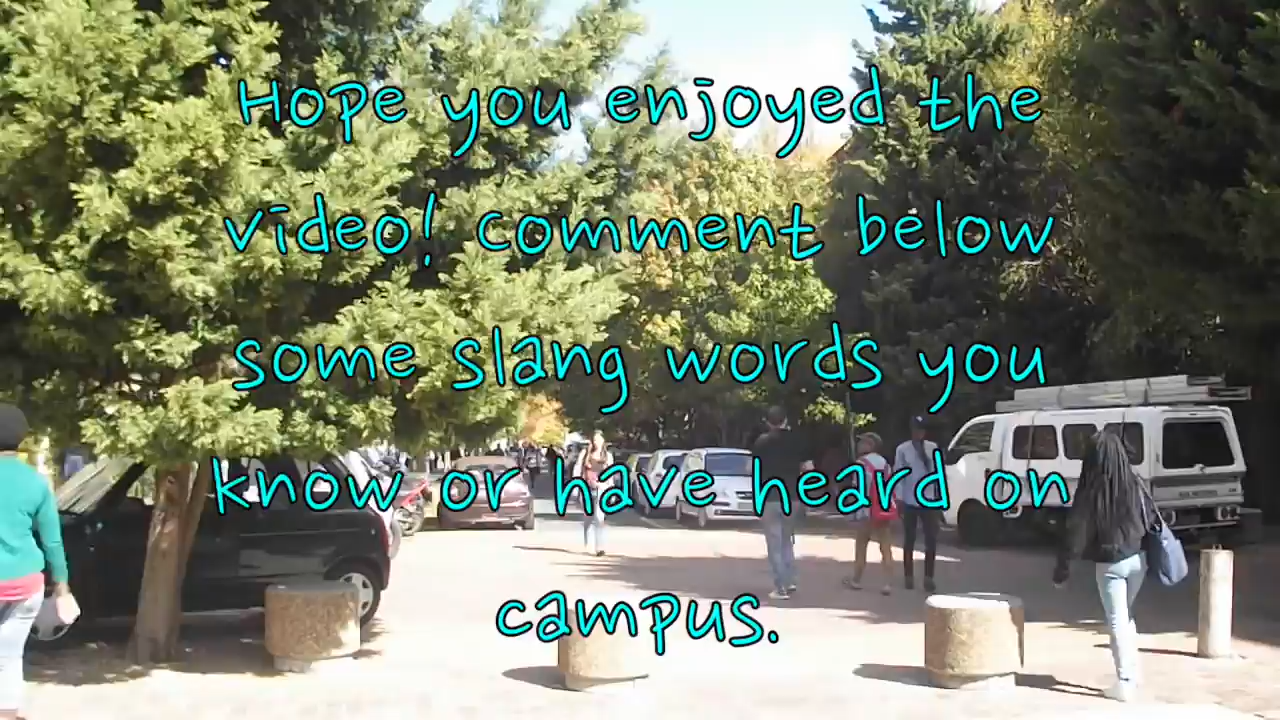 Hope you enjoyed the
video! comment below
some slang words you
know or have heard on
campus.